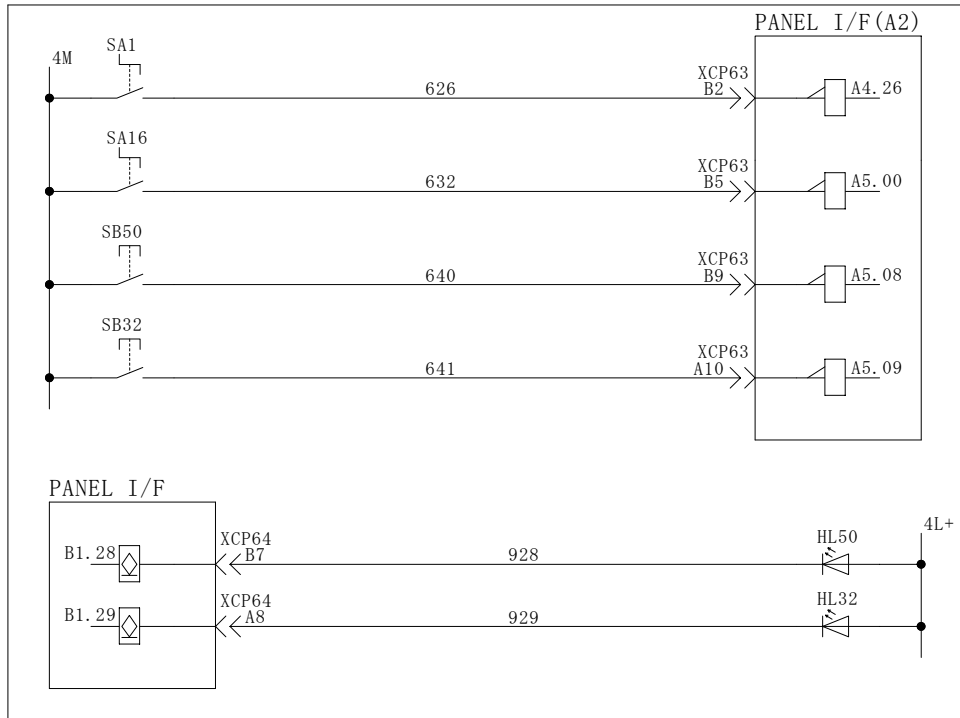 PANEL I/F(A2)
4M
SA1
626
XCP63
B2
A4.26
SA16
632
XCP63
B5
A5.00
SB50
640
XCP63
B9
A5.08
SB32
641
XCP63
A10
A5.09
PANEL I/F
4L+
B1.28
XCP64
B7
928
HL50
B1.29
XCP64
A8
929
HL32